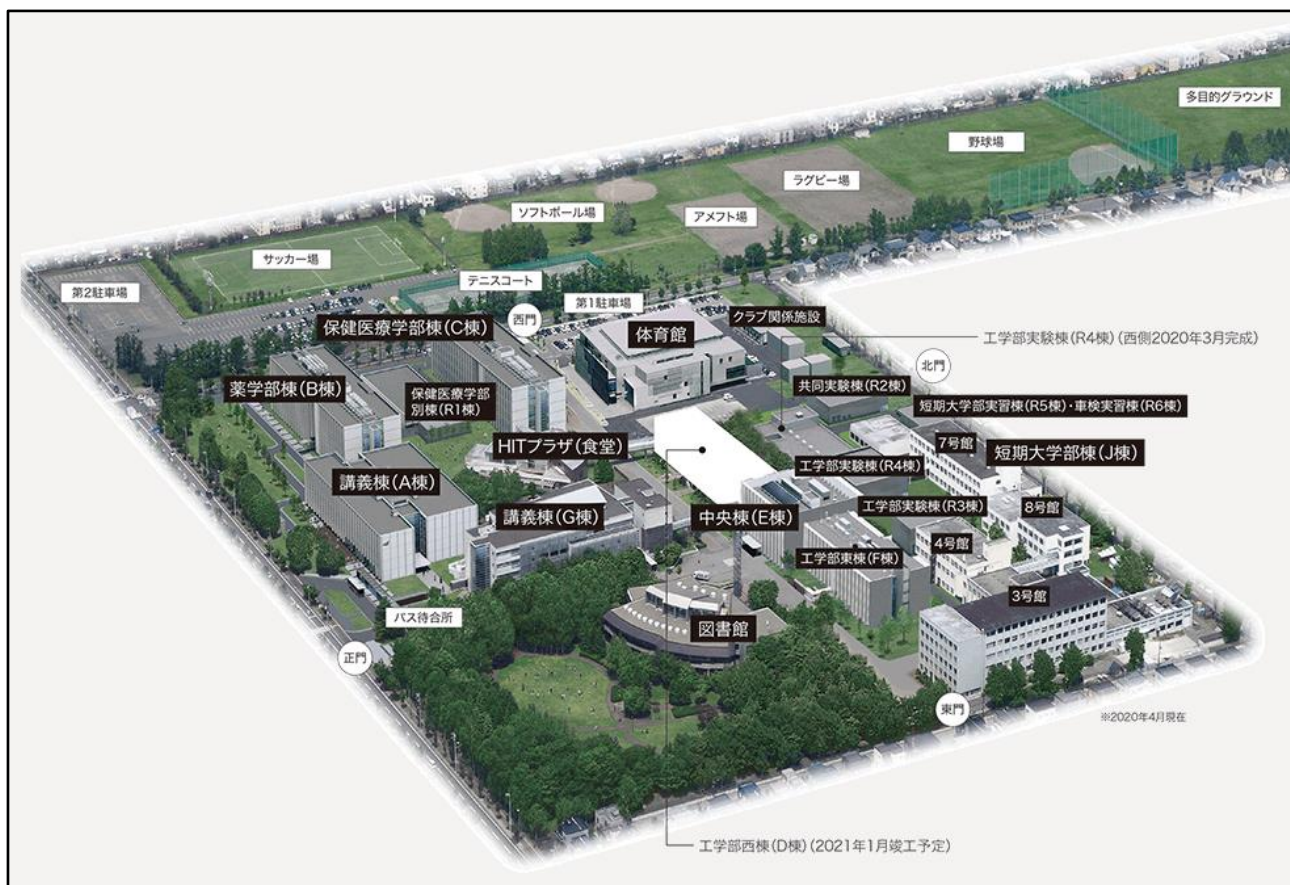 多目的グラウンド
野球場
ラグビー場
ソフトボール場
アメフト場
サッカー場
テニスコート
第2駐車場
第1駐車場
西門
保健医療学部棟(C棟)
体育館
クラブ関係施設
工学部実験棟(R4棟)(西側2020年3月完成)
北門
薬学部棟(B棟)
保健医療学部
別棟(R1棟)
共同実験棟(R2棟)
短期大学部実習棟(R5棟)・車検実習棟(R6棟)
7号館
短期大学部棟(J棟)
HITプラザ(食堂)
工学部実験棟(R4棟)
講義棟(A棟)
講義棟(G棟)
中央棟(E棟)
工学部実験棟(R3棟)
8号館
4号館
工学部東棟(F棟)
3号館
バス待合所
図書館
正門
東門
※2020年4月現在
工学部西棟(D棟)(2021年1月竣工予定)